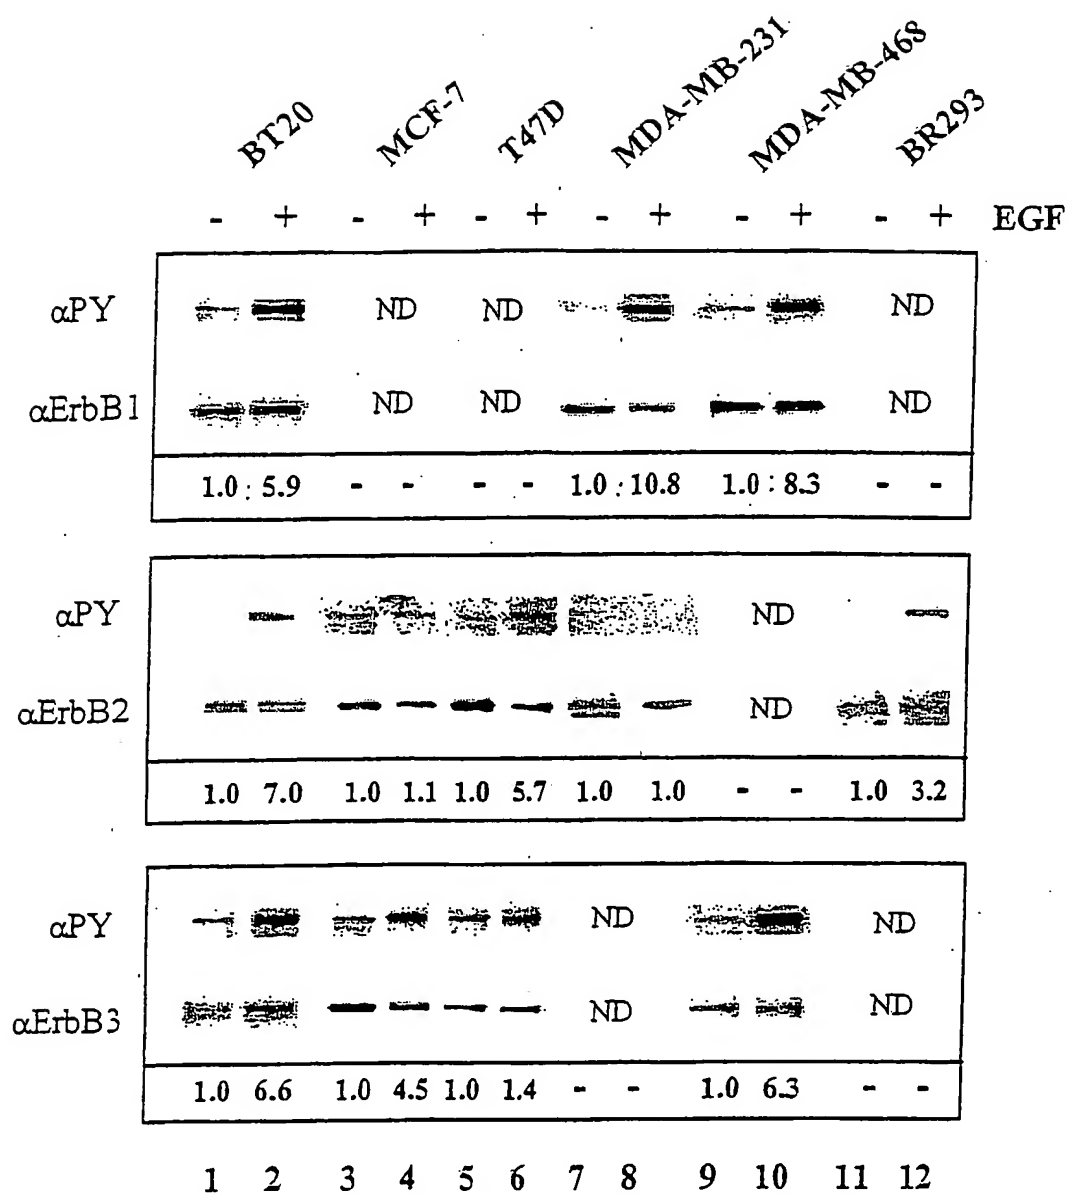 BT20 MCF-7 T47D MDA-MB-231 MDA-MB-468 BR293
- + - + - + - + - + - + EGF
αPY ND ND ND
αErbB1 ND ND ND
1.0 : 5.9 - - - - 1.0 : 10.8 1.0 : 8.3 - -
αPY ND
αErbB2 ND
1.0 7.0 1.0 1.1 1.0 5.7 1.0 1.0 - - 1.0 3.2
αPY ND ND
αErbB3 ND ND
1.0 6.6 1.0 4.5 1.0 1.4 - - 1.0 6.3 - -
1 2 3 4 5 6 7 8 9 10 11 12